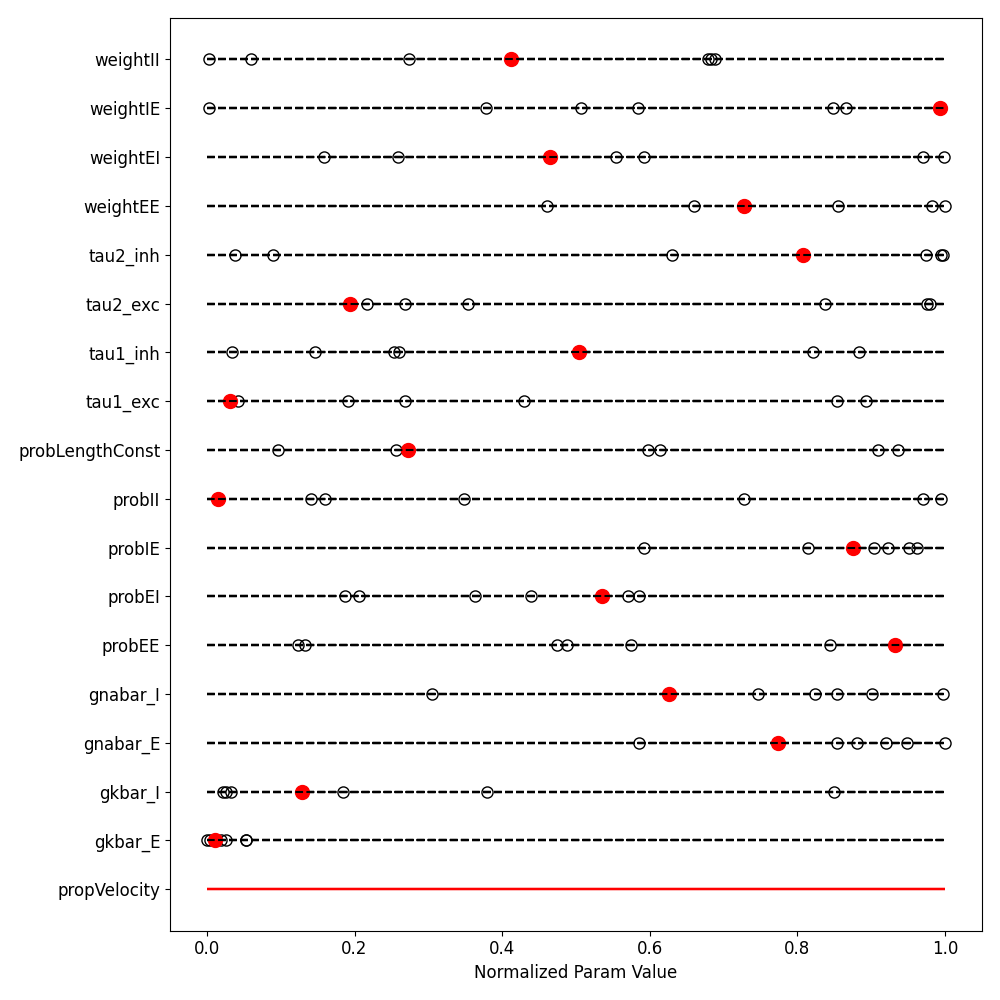 weightII
weightIE
weightEI
weightEE
tau2_inh
tau2_exc
tau1_inh
tau1_exc
probLengthConst
probII
probIE
probEI
probEE
gnabar_I
gnabar_E
gkbar_I
gkbar_E
propVelocity
0.0 0.2 0.4 0.6 0.8 1.0
Normalized Param Value